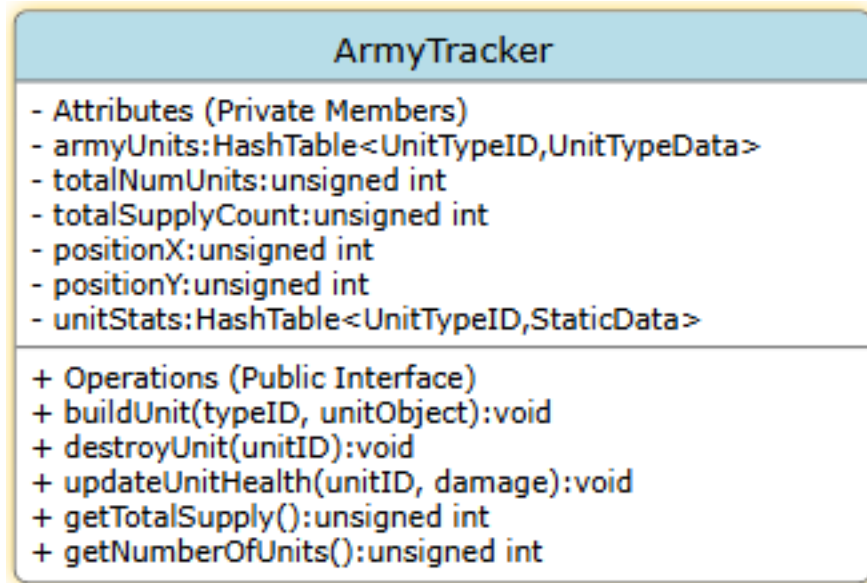 ArmyTracker
- Attributes (Private Members)
- armyUnits:HashTable<UnitTypeID,UnitTypeData>
- totalNumUnits:unsigned int
- totalSupplyCount:unsigned int
- positionX:unsigned int
- positionY:unsigned int
- unitStats:HashTable<UnitTypeID,StaticData>
+ Operations (Public Interface)
+ buildUnit(typeID, unitObject):void
+ destroyUnit(unitID):void
+ updateUnitHealth(unitID, damage):void
+ getTotalSupply():unsigned int
+ getNumberOfUnits():unsigned int